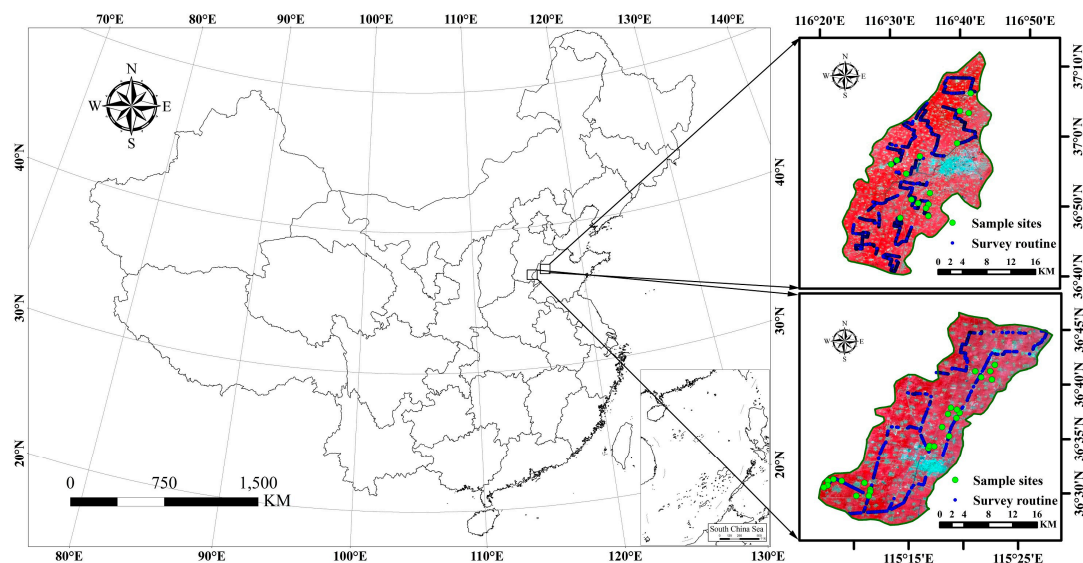 70°E 80°E 90°E 100°E 110°E 120°E 130°E 140°E
40°N
30°N
20°N
40°N
30°N
20°N
N
W E
S
0 750 1,500
KM
South China Sea
80°E 90°E 100°E 110°E 120°E 130°E
116°20'E 116°30'E 116°40'E 116°50'E
N
W E
S
37°10'N
37°0'N
36°50'N
36°40'N
Sample sites
Survey routine
0 2 4 8 12 16
KM
N
W E
S
36°45'N
36°40'N
36°35'N
36°30'N
Sample sites
Survey routine
0 2 4 8 12 16
KM
115°15'E 115°25'E